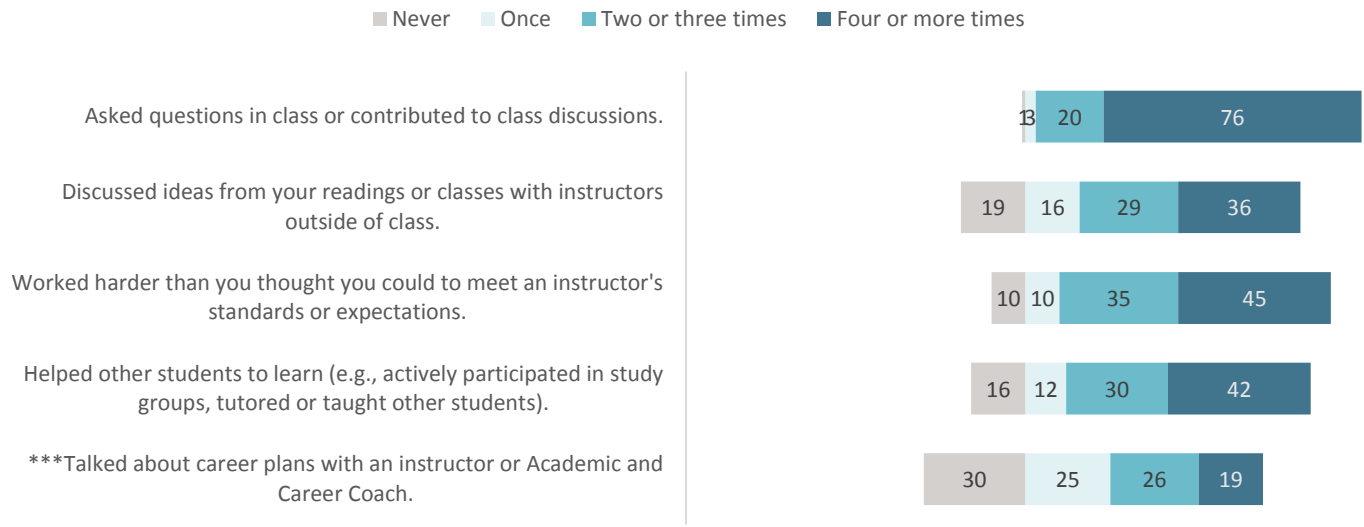 Never Once Two or three times Four or more times
Asked questions in class or contributed to class discussions.
1 3 20 76
Discussed ideas from your readings or classes with instructors
outside of class.
19 16 29 36
Worked harder than you thought you could to meet an instructor's
standards or expectations.
10 10 35 45
Helped other students to learn (e.g., actively participated in study
groups, tutored or taught other students).
16 12 30 42
***Talked about career plans with an instructor or Academic and
Career Coach.
30 25 26 19